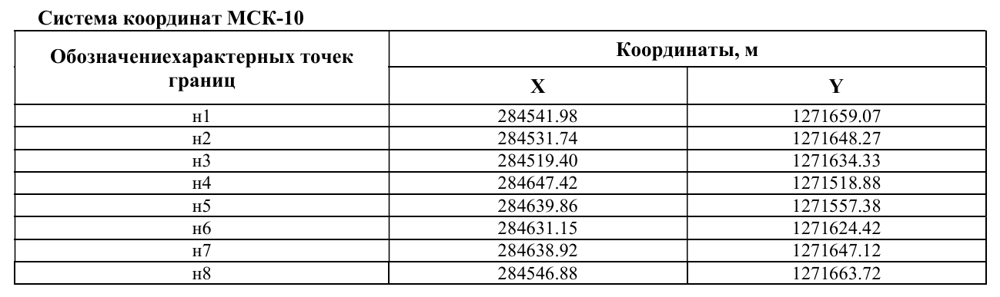 Система координат МСК-10
Обозначениехарактерных точек
границ
Координаты, м
X
Y
н1 284541.98 1271659.07
н2 284531.74 1271648.27
н3 284519.40 1271634.33
н4 284647.42 1271518.88
н5 284639.86 1271557.38
н6 284631.15 1271624.42
н7 284638.92 1271647.12
н8 284546.88 1271663.72